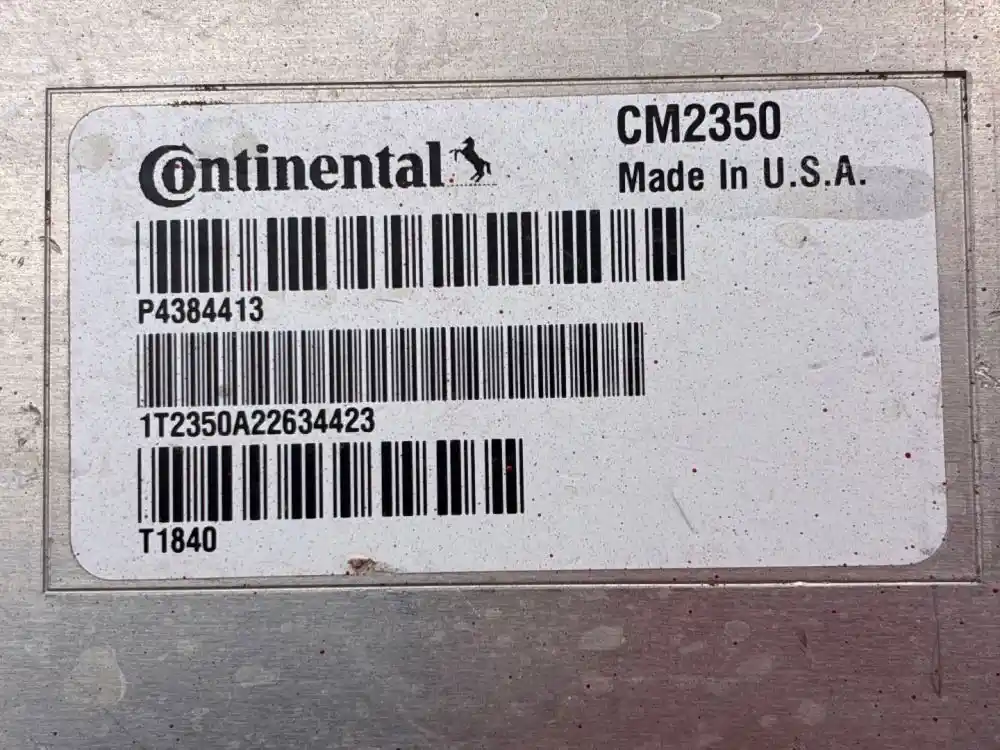 Continental
CM2350
Made In U.S.A.
P4384413
1T2350A22634423
T1840